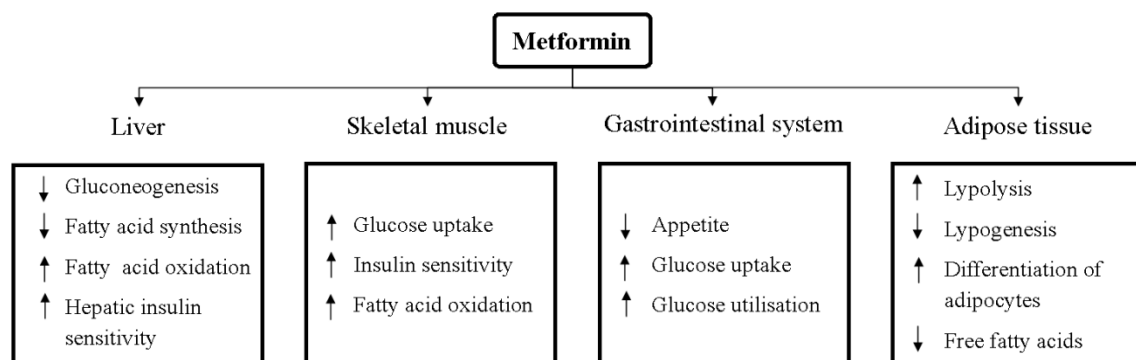 Metformin
Liver
Skeletal muscle
Gastrointestinal system
Adipose tissue
↓ Gluconeogenesis
↓ Fatty acid synthesis
↑ Fatty acid oxidation
↑ Hepatic insulin
sensitivity
↑ Glucose uptake
↑ Insulin sensitivity
↑ Fatty acid oxidation
↓ Appetite
↑ Glucose uptake
↑ Glucose utilisation
↑ Lypolysis
↓ Lypogenesis
↑ Differentiation of
adipocytes
↓ Free fatty acids